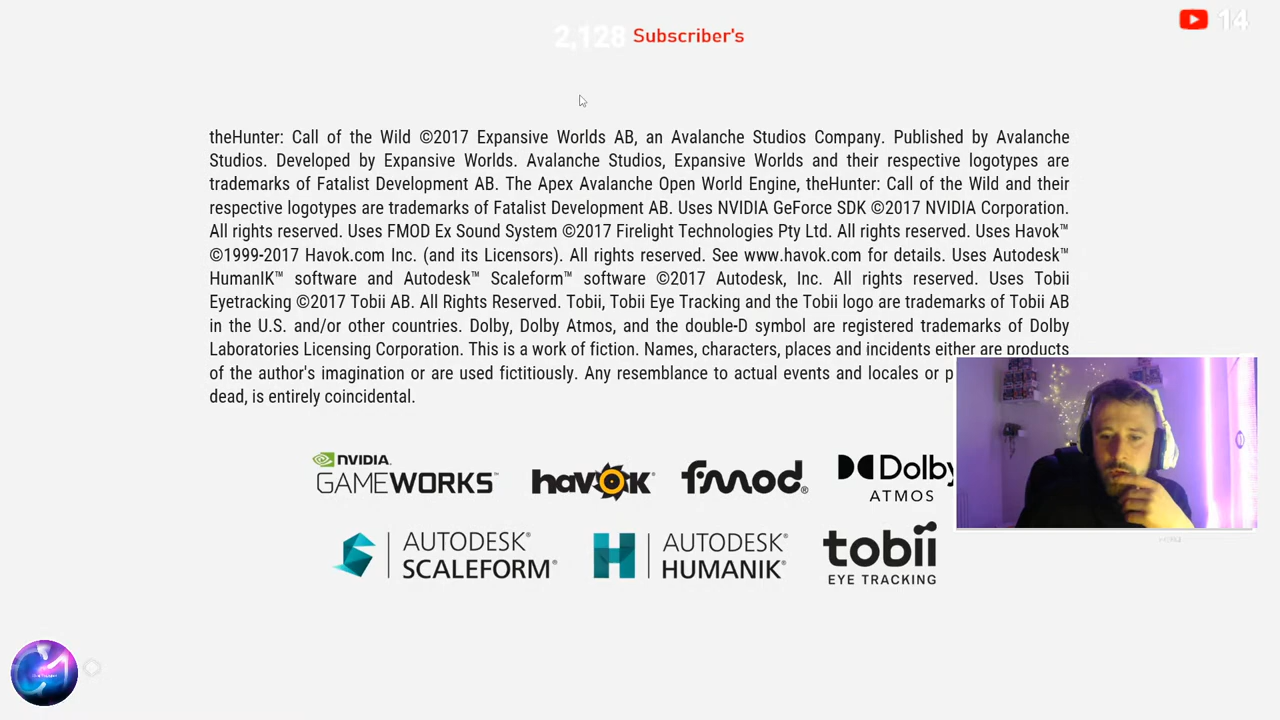 2,128 Subscriber's
14
theHunter: Call of the Wild ©2017 Expansive Worlds AB, an Avalanche Studios Company. Published by Avalanche
Studios. Developed by Expansive Worlds. Avalanche Studios, Expansive Worlds and their respective logotypes are
trademarks of Fatalist Development AB. The Apex Avalanche Open World Engine, theHunter: Call of the Wild and their
respective logotypes are trademarks of Fatalist Development AB. Uses NVIDIA GeForce SDK ©2017 NVIDIA Corporation.
All rights reserved. Uses FMOD Ex Sound System ©2017 Firelight Technologies Pty Ltd. All rights reserved. Uses Havok™
©1999-2017 Havok.com Inc. (and its Licensors). All rights reserved. See www.havok.com for details. Uses Autodesk™
HumanIK™ software and Autodesk™ Scaleform™ software ©2017 Autodesk, Inc. All rights reserved. Uses Tobii
Eyetracking ©2017 Tobii AB. All Rights Reserved. Tobii, Tobii Eye Tracking and the Tobii logo are trademarks of Tobii AB
in the U.S. and/or other countries. Dolby, Dolby Atmos, and the double-D symbol are registered trademarks of Dolby
Laboratories Licensing Corporation. This is a work of fiction. Names, characters, places and incidents either are products
of the author's imagination or are used fictitiously. Any resemblance to actual events and locales or
dead, is entirely coincidental.
NVIDIA.
GAMEWORKS™ havok® fmod® Dolby
ATMOS
AUTODESK® AUTODESK® tobii
SCALEFORM® HUMANIK® EYE TRACKING